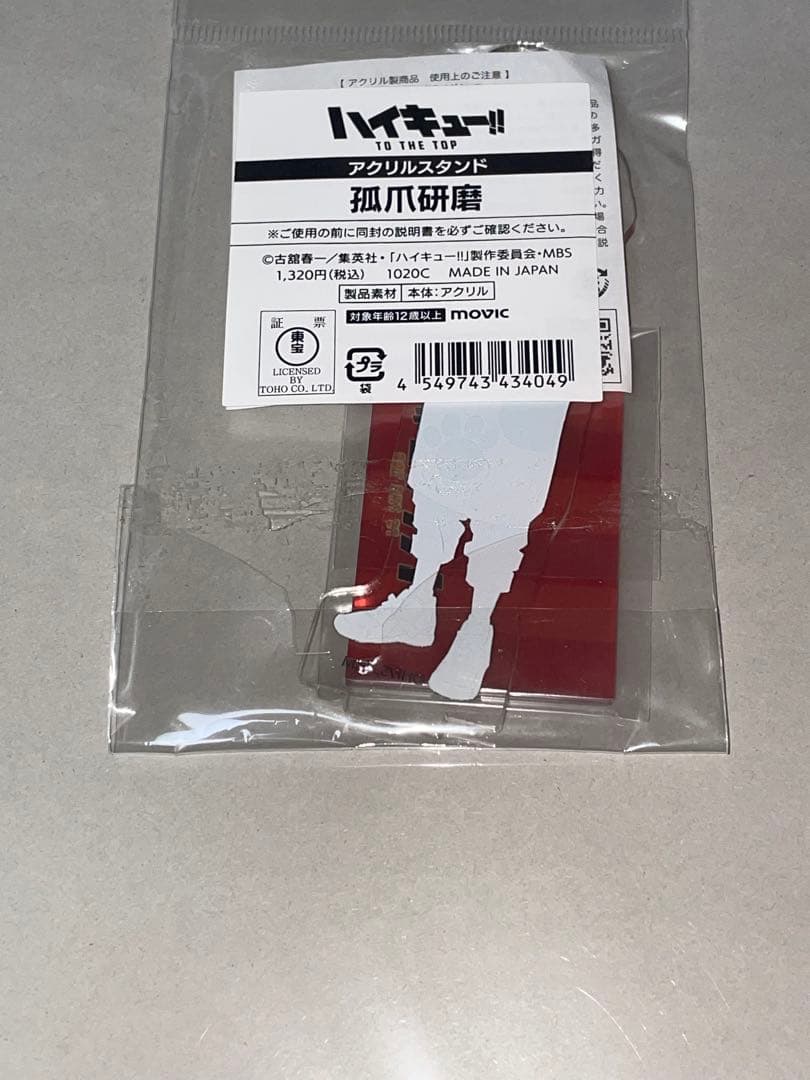 【 アクリル製商品 使用上のご注意 】
ハイキュー!!
TO THE TOP
アクリルスタンド
孤爪研磨
※ご使用の前に同封の説明書を必ずご確認ください。
©古舘春一/集英社・「ハイキュー!!」製作委員会・MBS
1,320円(税込) 1020C MADE IN JAPAN
製品素材 本体:アクリル
対象年齢12歳以上 movic
証 票
東宝
LICENSED
BY
TOHO CO., LTD.
プラ
袋
4 549743 434049